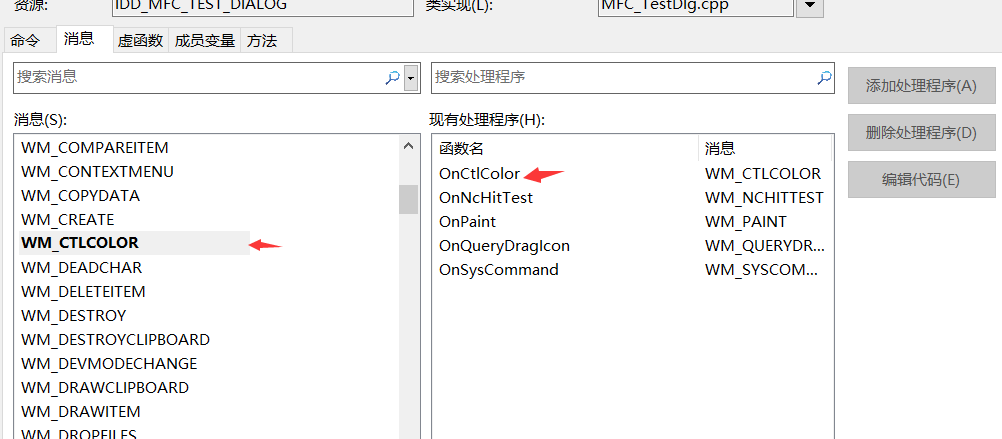 资源: IDD_MFC_TEST_DIALOG 类实现(L): MFC_TestDlg.cpp
命令 消息 虚函数 成员变量 方法
搜索消息 搜索处理程序
添加处理程序(A)
删除处理程序(D)
编辑代码(E)
消息(S):
WM_COMPAREITEM
WM_CONTEXTMENU
WM_COPYDATA
WM_CREATE
WM_CTLCOLOR
WM_DEADCHAR
WM_DELETEITEM
WM_DESTROY
WM_DESTROYCLIPBOARD
WM_DEVMODECHANGE
WM_DRAWCLIPBOARD
WM_DRAWITEM
WM_DROPFILES
现有处理程序(H):
函数名 消息
OnCtlColor WM_CTLCOLOR
OnNcHitTest WM_NCHITTEST
OnPaint WM_PAINT
OnQueryDragIcon WM_QUERYDR...
OnSysCommand WM_SYSCOM...